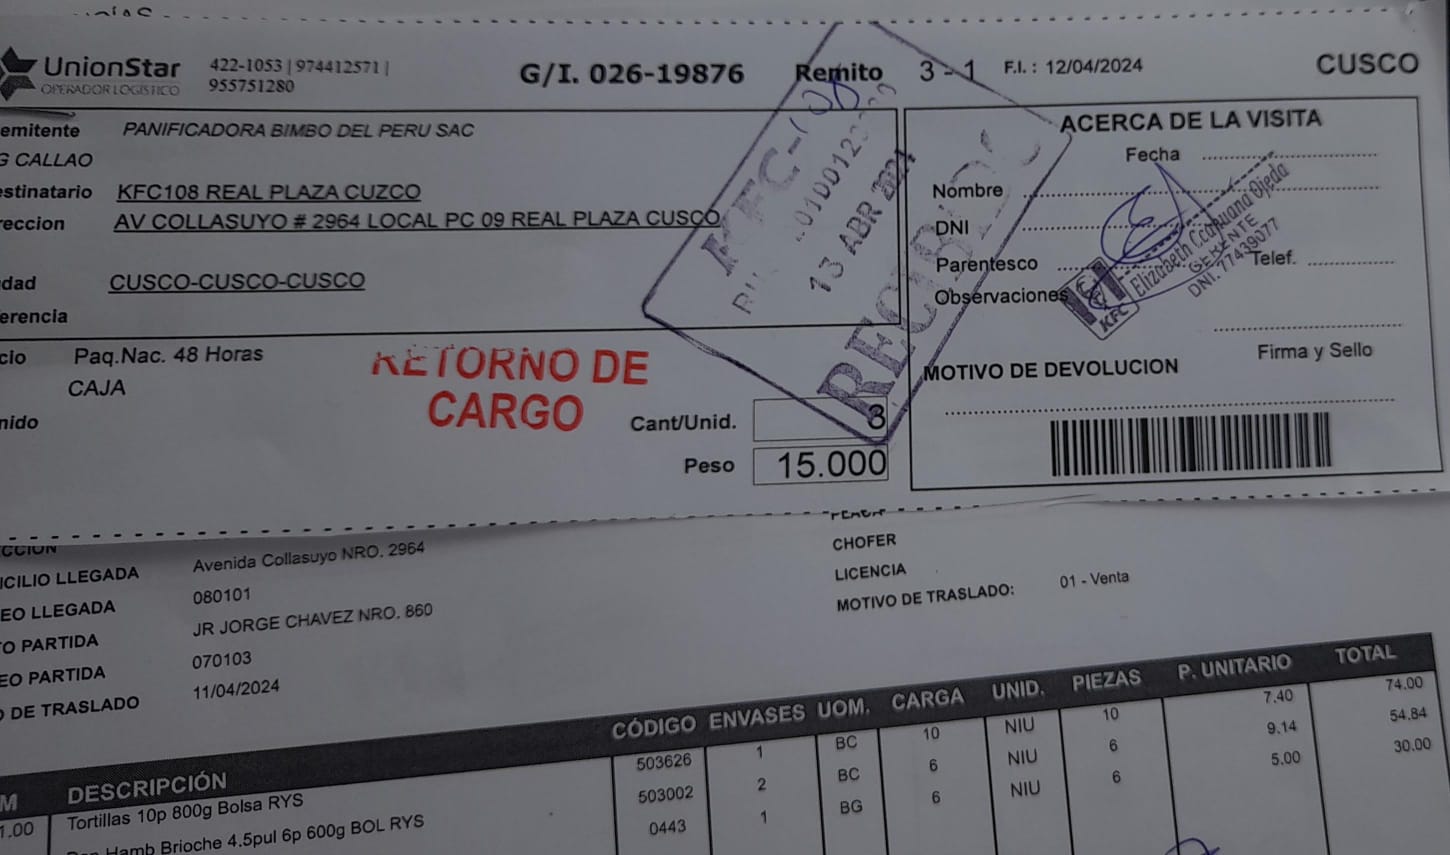 UnionStar
OPERADOR LOGÍSTICO
422-1053 | 974412571 |
955751280
G/I. 026-19876
Remito 3 - 1
F.I. : 12/04/2024
CUSCO
emitente PANIFICADORA BIMBO DEL PERU SAC
G CALLAO
estinatario KFC108 REAL PLAZA CUZCO
reccion AV COLLASUYO # 2964 LOCAL PC 09 REAL PLAZA CUSCO
dad CUSCO-CUSCO-CUSCO
erencia
cio Paq.Nac. 48 Horas
CAJA
nido
RETORNO DE
CARGO
Cant/Unid. 3
Peso 15.000
13 ABR 2024
ACERCA DE LA VISITA
Fecha
Nombre
DNI
Parentesco
Telef.
Observaciones
Elizabeth Ccapuana Ojeda
GERENTE
DNI. 77439077
KFC
Firma y Sello
MOTIVO DE DEVOLUCION
CCION
ICILIO LLEGADA Avenida Collasuyo NRO. 2964
EO LLEGADA 080101
O PARTIDA JR JORGE CHAVEZ NRO. 860
EO PARTIDA 070103
O DE TRASLADO 11/04/2024
CHOFER
LICENCIA
MOTIVO DE TRASLADO: 01 - Venta
M DESCRIPCIÓN CÓDIGO ENVASES UOM. CARGA UNID. PIEZAS P. UNITARIO TOTAL
1.00 Tortillas 10p 800g Bolsa RYS 503626 1 BC 10 NIU 10 7.40 74.00
Hamb Brioche 4.5pul 6p 600g BOL RYS 503002 2 BC 6 NIU 6 9.14 54.84
0443 1 BG 6 NIU 6 5.00 30.00